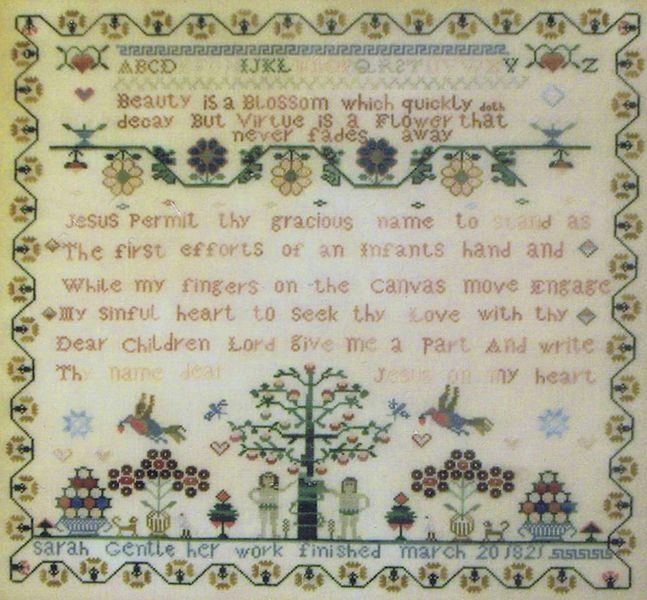 ABCD IJKL QRST V Z
Beauty is a Blossom which quickly doth
decay But Virtue is a Flower that
never fades away
Jesus Permit thy gracious name to stand as
The first efforts of an Infants hand and
While my fingers on the Canvas move Engage
My sinful heart to seek thy Love with thy
Dear Children Lord give me a Part And write
Thy name dear Jesus on my heart
Sarah Gentle her work finished march 20 1821